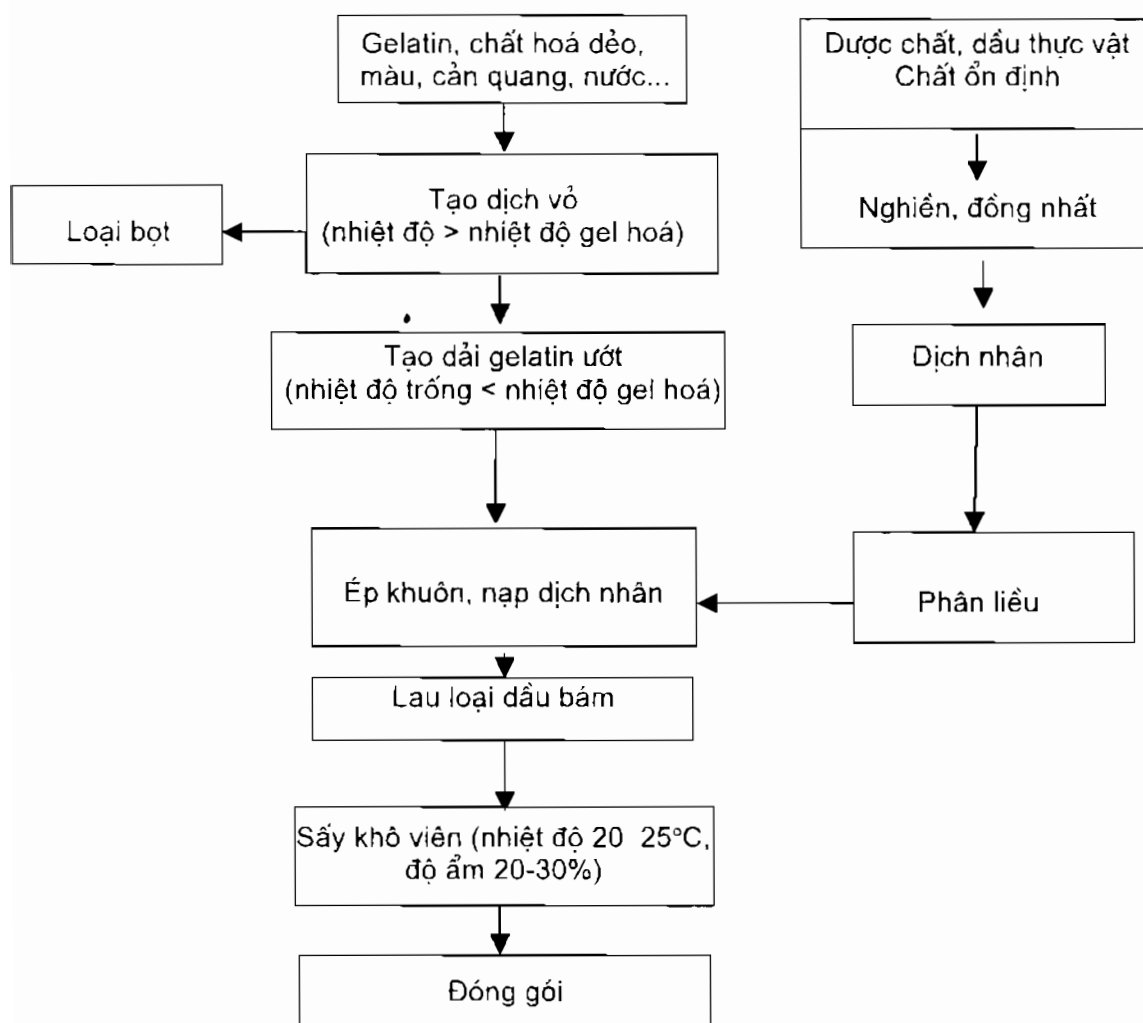 Gelatin, chất hoá dẻo,
màu, cản quang, nước...
Dược chất, dầu thực vật
Chất ổn định
Tạo dịch vỏ
(nhiệt độ > nhiệt độ gel hoá)
Loại bọt
Nghiền, đồng nhất
Tạo dải gelatin ướt
(nhiệt độ trống < nhiệt độ gel hoá)
Dịch nhân
Ép khuôn, nạp dịch nhân
Phân liều
Lau loại dầu bám
Sấy khô viên (nhiệt độ 20 25°C,
độ ẩm 20-30%)
Đóng gói